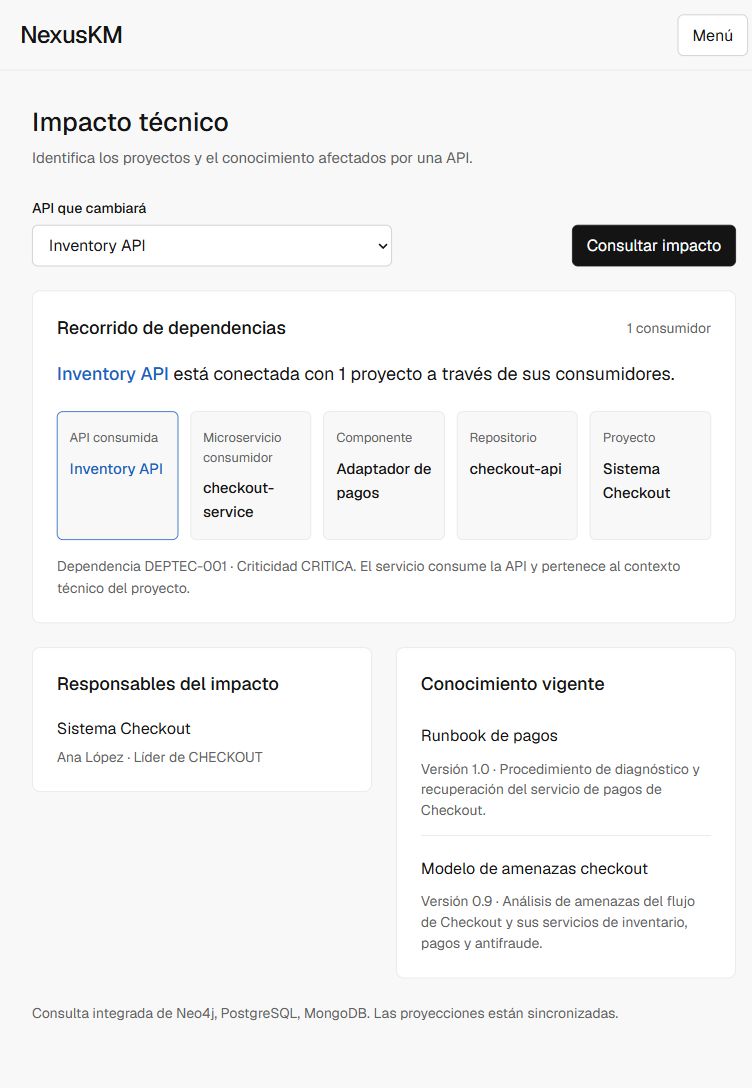 NexusKM
Menú
Impacto técnico
Identifica los proyectos y el conocimiento afectados por una API.
API que cambiará
Inventory API
Consultar impacto
Recorrido de dependencias
1 consumidor
Inventory API está conectada con 1 proyecto a través de sus consumidores.
API consumida
Inventory API
Microservicio
consumidor
checkout-
service
Componente
Adaptador de
pagos
Repositorio
checkout-api
Proyecto
Sistema
Checkout
Dependencia DEPTEC-001 · Criticidad CRITICA. El servicio consume la API y pertenece al contexto
técnico del proyecto.
Responsables del impacto
Sistema Checkout
Ana López · Líder de CHECKOUT
Conocimiento vigente
Runbook de pagos
Versión 1.0 · Procedimiento de diagnóstico y
recuperación del servicio de pagos de
Checkout.
Modelo de amenazas checkout
Versión 0.9 · Análisis de amenazas del flujo
de Checkout y sus servicios de inventario,
pagos y antifraude.
Consulta integrada de Neo4j, PostgreSQL, MongoDB. Las proyecciones están sincronizadas.